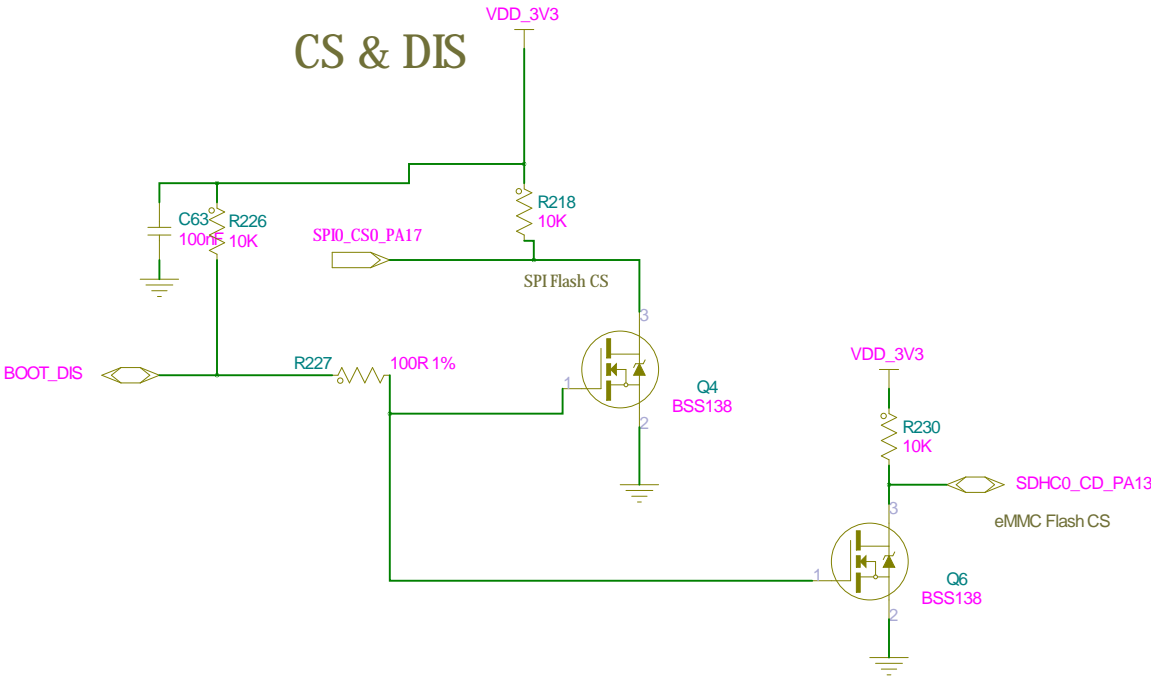 VDD_3V3
CS & DIS
R218
10K
C63
100nF
R226
10K
SPI0_CS0_PA17
SPI Flash CS
3
BOOT_DIS
R227
100R 1%
1
Q4
BSS138
2
VDD_3V3
R230
10K
SDHC0_CD_PA13
3
eMMC Flash CS
1
Q6
BSS138
2